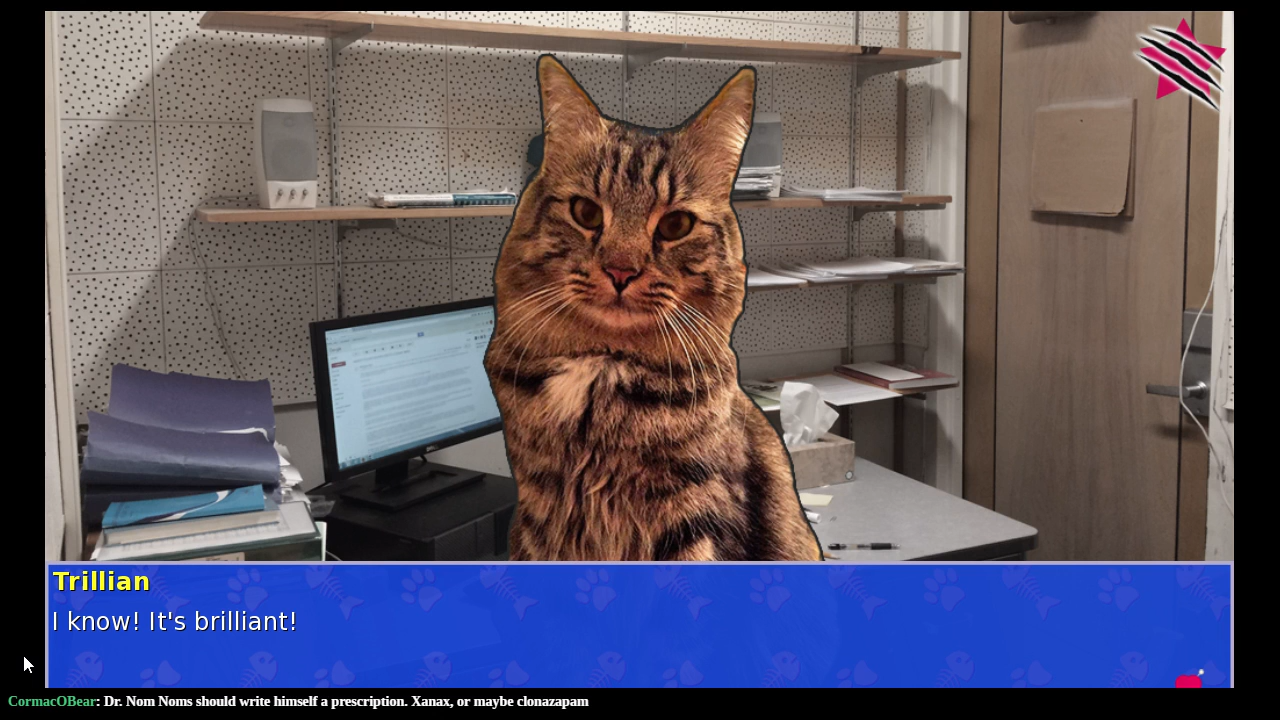 Trillian
I know! It's brilliant!
CormacOBear: Dr. Nom Noms should write himself a prescription. Xanax, or maybe clonazapam